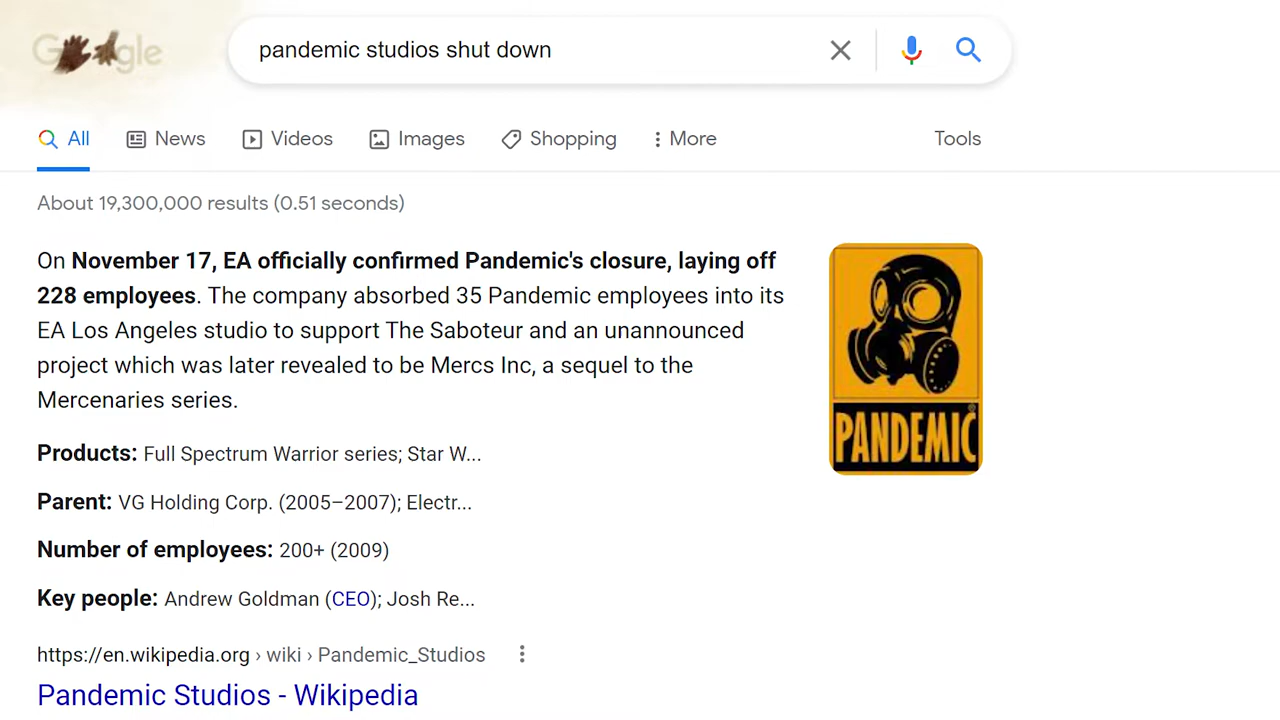 Google
pandemic studios shut down
All News Videos Images Shopping More Tools
About 19,300,000 results (0.51 seconds)
On November 17, EA officially confirmed Pandemic's closure, laying off
228 employees. The company absorbed 35 Pandemic employees into its
EA Los Angeles studio to support The Saboteur and an unannounced
project which was later revealed to be Mercs Inc, a sequel to the
Mercenaries series.
PANDEMIC®
Products: Full Spectrum Warrior series; Star W...
Parent: VG Holding Corp. (2005–2007); Electr...
Number of employees: 200+ (2009)
Key people: Andrew Goldman (CEO); Josh Re...
https://en.wikipedia.org › wiki › Pandemic_Studios
Pandemic Studios - Wikipedia